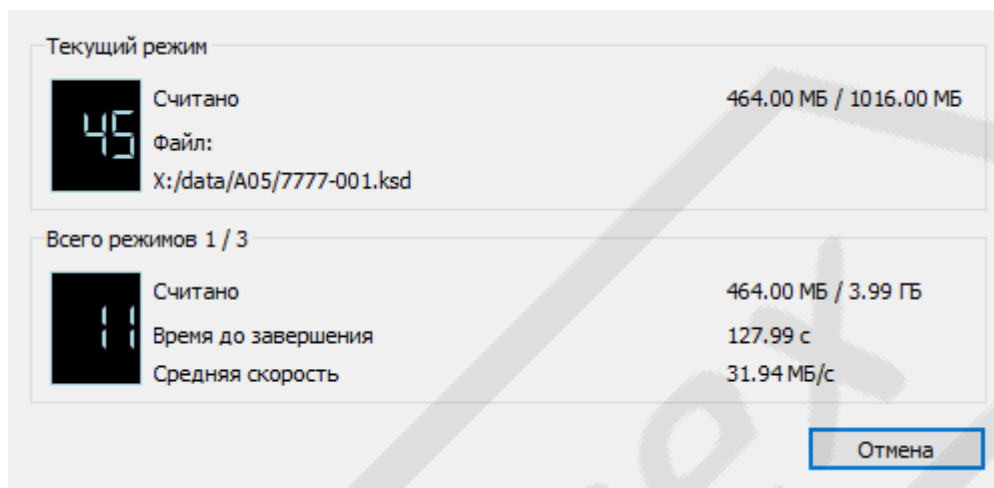 Текущий режим
45
Считано 464.00 МБ / 1016.00 МБ
Файл:
X:/data/A05/7777-001.ksd
Всего режимов 1 / 3
11
Считано 464.00 МБ / 3.99 ГБ
Время до завершения 127.99 с
Средняя скорость 31.94 МБ/с
Отмена